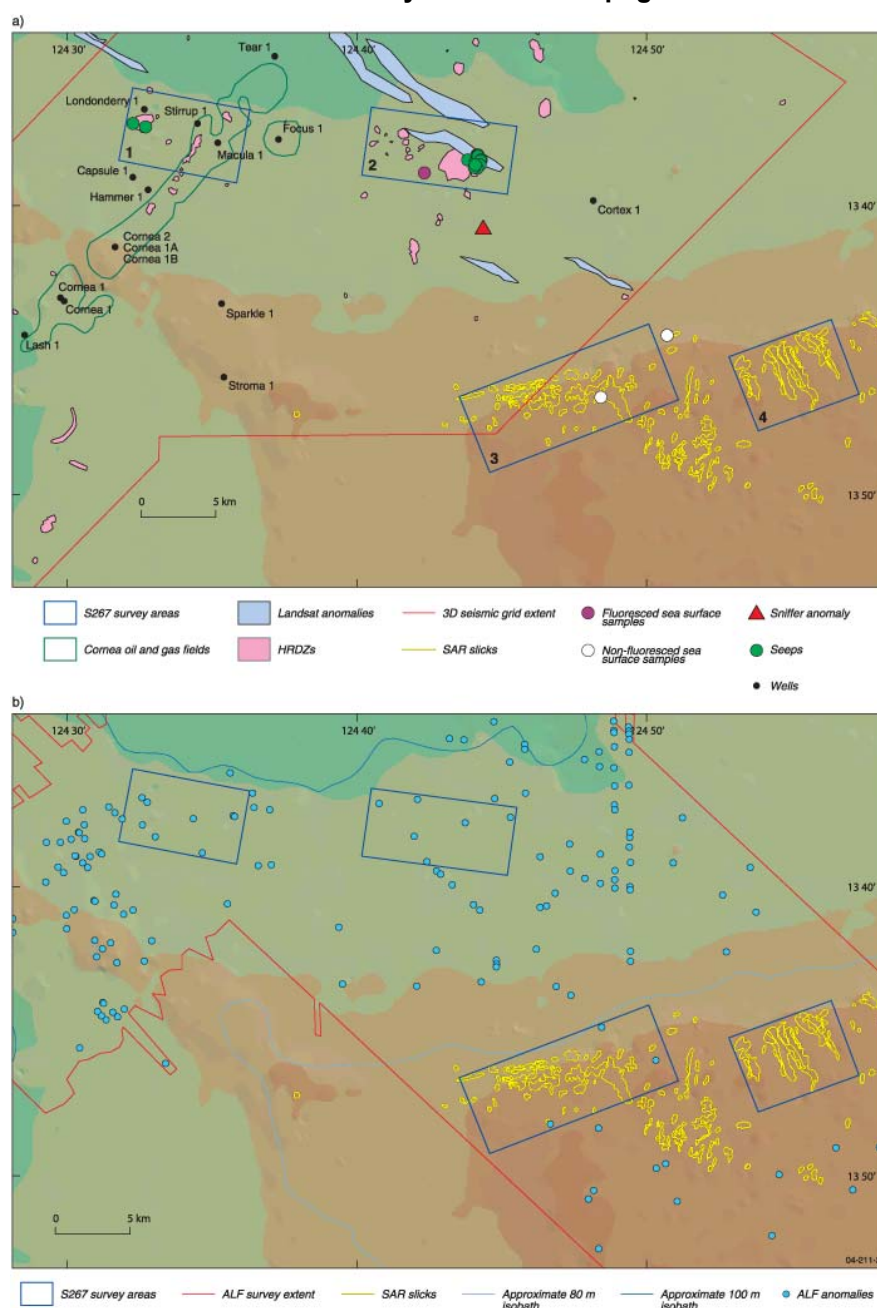 a)
124 30'
124 40'
124 50'
Tear 1
Londonderry 1
Stirrup 1
Focus 1
Macula 1
1
2
Capsule 1
Hammer 1
13 40'
Cortex 1
Cornea 2
Cornea 1A
Cornea 1B
Cornea 1
Cornea 1
Sparkle 1
Lash 1
Stroma 1
4
3
0 5 km
13 50'
S267 survey areas
Landsat anomalies
3D seismic grid extent
Fluoresced sea surface samples
Sniffer anomaly
Cornea oil and gas fields
HRDZs
SAR slicks
Non-fluoresced sea surface samples
Seeps
Wells
b)
124 30'
124 40'
124 50'
13 40'
13 50'
0 5 km
S267 survey areas
ALF survey extent
SAR slicks
Approximate 80 m isobath
Approximate 100 m isobath
ALF anomalies